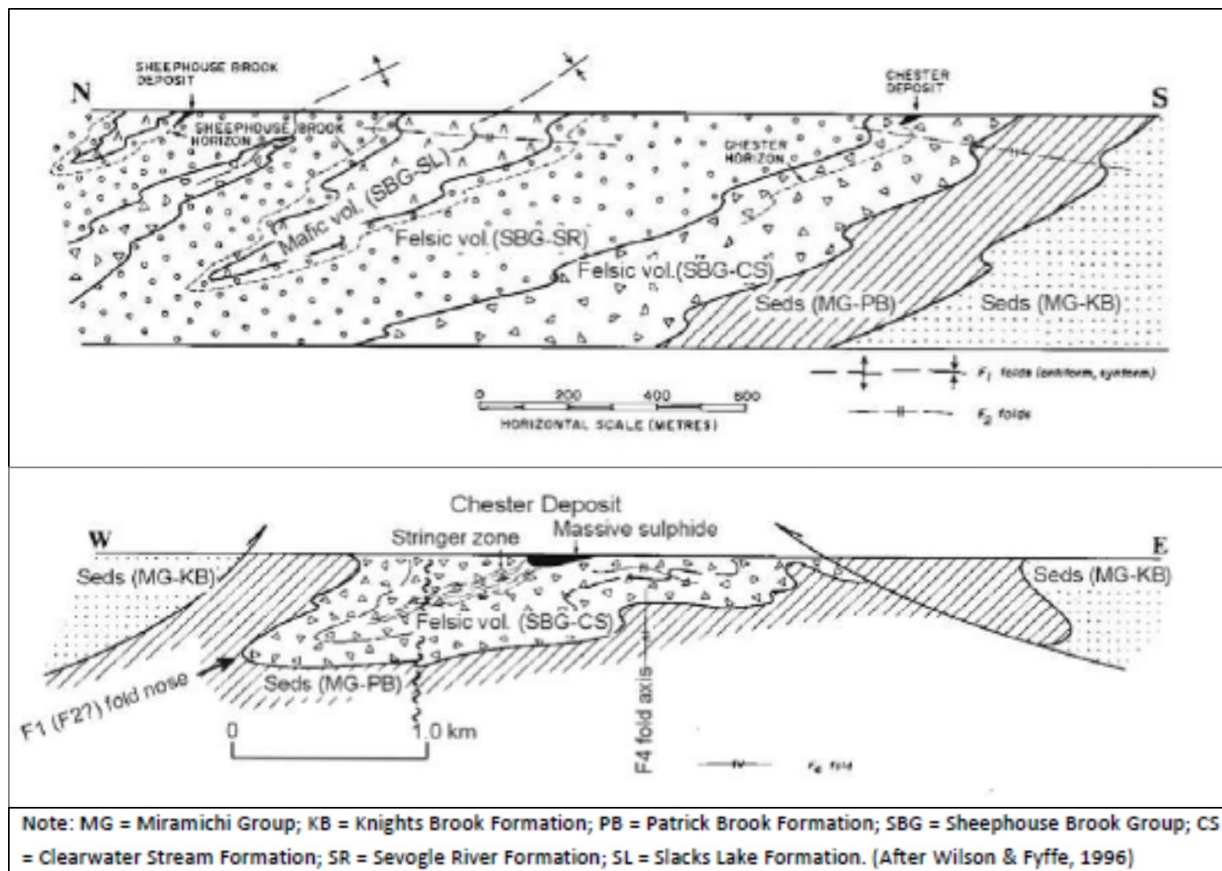 SHEEPHOUSE BROOK
DEPOSIT
CHESTER
DEPOSIT
N
S
SHEEPHOUSE BROOK
HORIZON
CHESTER
HORIZON
Mafic vol. (SBG-SL)
Felsic vol.(SBG-SR)
Felsic vol.(SBG-CS)
Seds (MG-PB)
Seds (MG-KB)
II
II
F1 folds (antiform, synform)
II F2 folds
0 200 400 600
HORIZONTAL SCALE (METRES)
Chester Deposit
W
Stringer zone
Massive sulphide
E
Seds (MG-KB)
Seds (MG-KB)
Felsic vol. (SBG-CS)
Seds (MG-PB)
F1 (F2?) fold nose
0 1.0 km
F4 fold axis
IV F4 fold
Note: MG = Miramichi Group; KB = Knights Brook Formation; PB = Patrick Brook Formation; SBG = Sheephouse Brook Group; CS
= Clearwater Stream Formation; SR = Sevogle River Formation; SL = Slacks Lake Formation. (After Wilson & Fyffe, 1996)